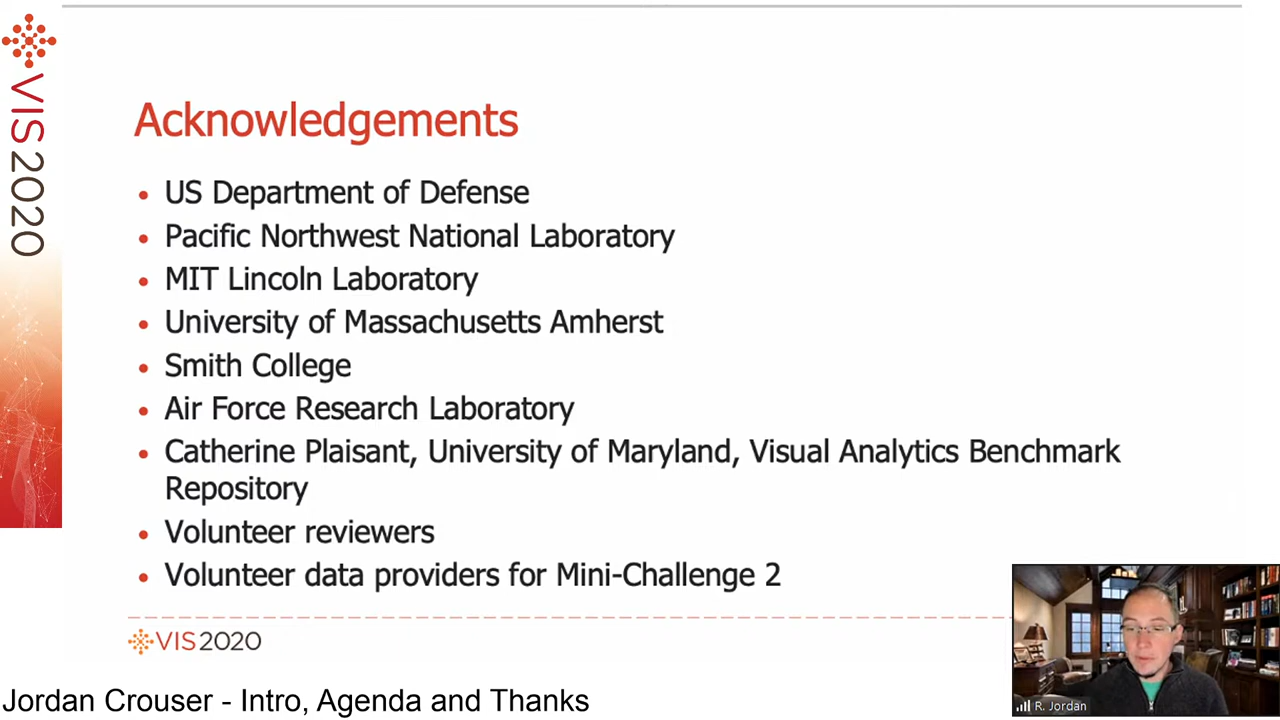 VIS2020
Acknowledgements
• US Department of Defense
• Pacific Northwest National Laboratory
• MIT Lincoln Laboratory
• University of Massachusetts Amherst
• Smith College
• Air Force Research Laboratory
• Catherine Plaisant, University of Maryland, Visual Analytics Benchmark
Repository
• Volunteer reviewers
• Volunteer data providers for Mini-Challenge 2
VIS2020
R. Jordan
Jordan Crouser - Intro, Agenda and Thanks